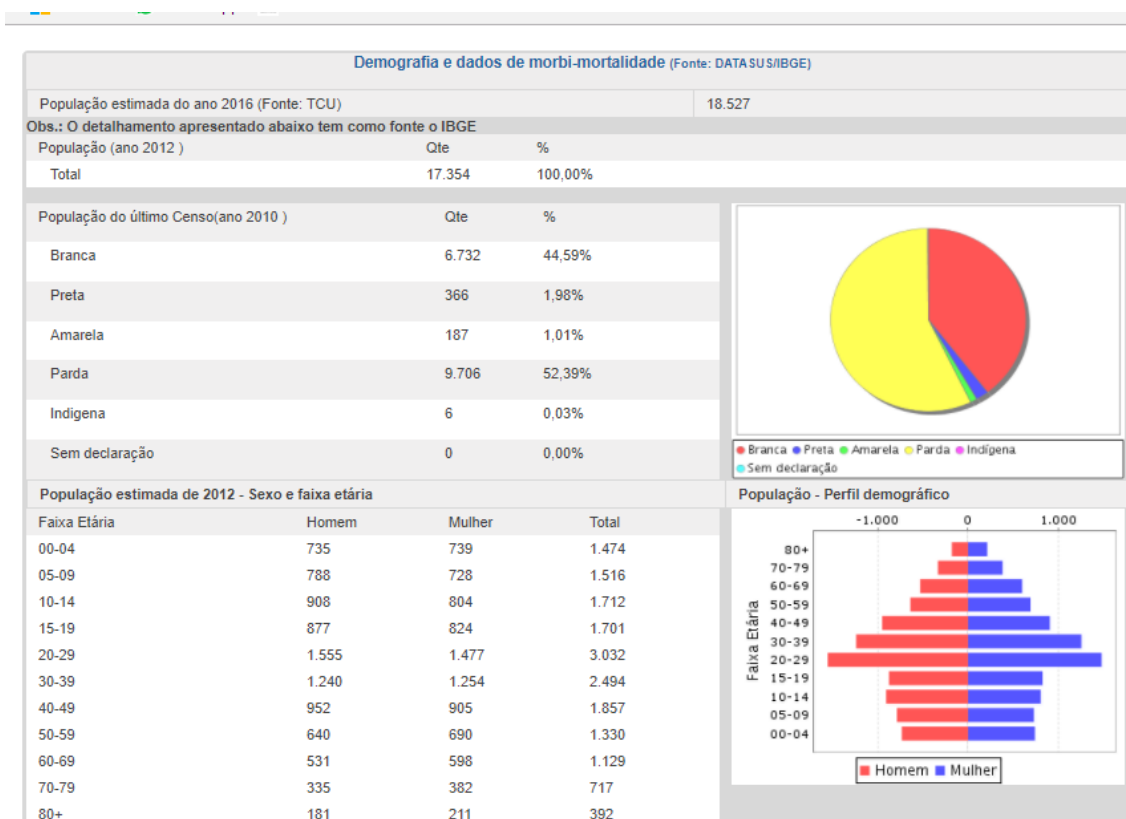 Demografia e dados de morbi-mortalidade (Fonte: DATASUS/IBGE)
População estimada do ano 2016 (Fonte: TCU) 18.527
Obs.: O detalhamento apresentado abaixo tem como fonte o IBGE
População (ano 2012 ) Qte %
Total 17.354 100,00%
População do último Censo(ano 2010 ) Qte %
Branca 6.732 44,59%
Preta 366 1,98%
Amarela 187 1,01%
Parda 9.706 52,39%
Indigena 6 0,03%
Sem declaração 0 0,00%
Branca Preta Amarela Parda Indígena
Sem declaração
População estimada de 2012 - Sexo e faixa etária
Faixa Etária Homem Mulher Total
00-04 735 739 1.474
05-09 788 728 1.516
10-14 908 804 1.712
15-19 877 824 1.701
20-29 1.555 1.477 3.032
30-39 1.240 1.254 2.494
40-49 952 905 1.857
50-59 640 690 1.330
60-69 531 598 1.129
70-79 335 382 717
80+ 181 211 392
População - Perfil demográfico
-1.000 0 1.000
Faixa Etária
80+
70-79
60-69
50-59
40-49
30-39
20-29
15-19
10-14
05-09
00-04
Homem Mulher